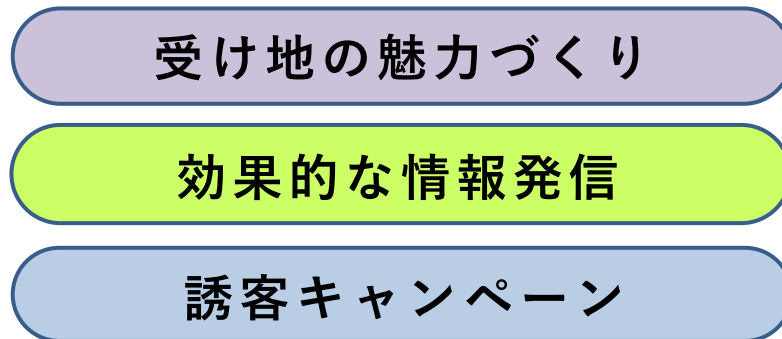 受け地の魅力づくり
効果的な情報発信
誘客キャンペーン